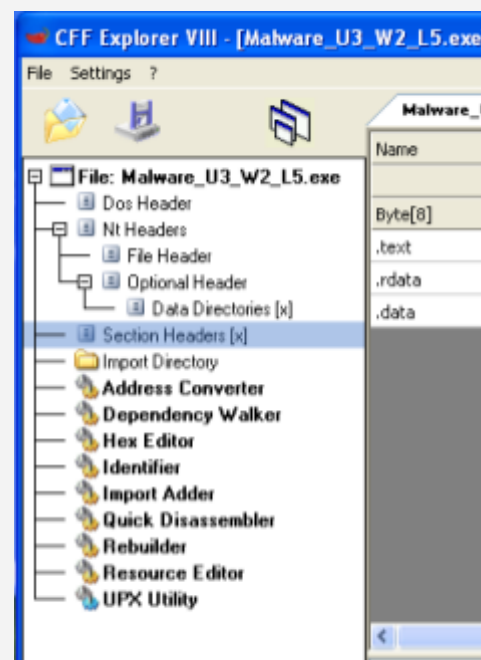 CFF Explorer VIII - [Malware_U3_W2_L5.exe
File Settings ?
Malware_
Name
File: Malware_U3_W2_L5.exe
Dos Header
Byte[8]
Nt Headers
.text
File Header
.rdata
Optional Header
Data Directories [x]
.data
Section Headers [x]
Import Directory
Address Converter
Dependency Walker
Hex Editor
Identifier
Import Adder
Quick Disassembler
Rebuilder
Resource Editor
UPX Utility